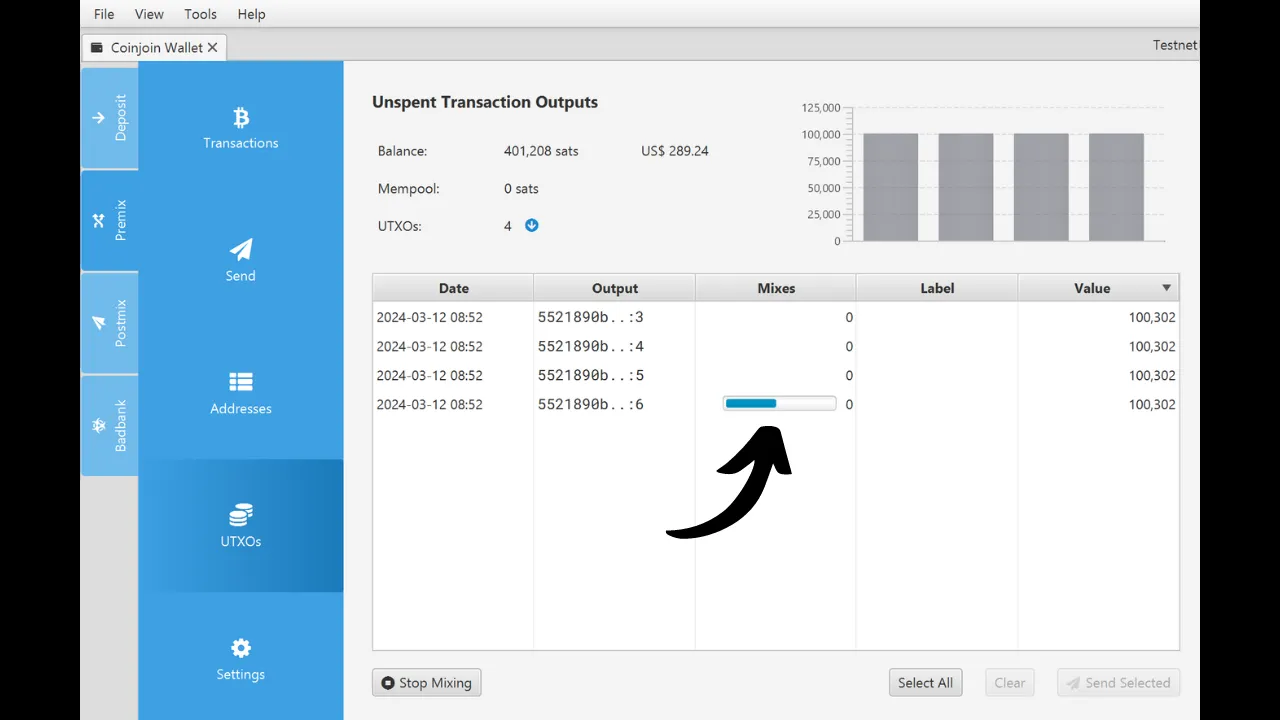 File View Tools Help
Coinjoin Wallet
Testnet
Deposit
Premix
Postmix
Badbank
Transactions
Send
Addresses
UTXOs
Settings
Unspent Transaction Outputs
Balance: 401,208 sats US$ 289.24
Mempool: 0 sats
UTXOs: 4
125,000
100,000
75,000
50,000
25,000
0
Date Output Mixes Label Value
2024-03-12 08:52 5521890b..:3 0 100,302
2024-03-12 08:52 5521890b..:4 0 100,302
2024-03-12 08:52 5521890b..:5 0 100,302
2024-03-12 08:52 5521890b..:6 0 100,302
Stop Mixing
Select All Clear Send Selected